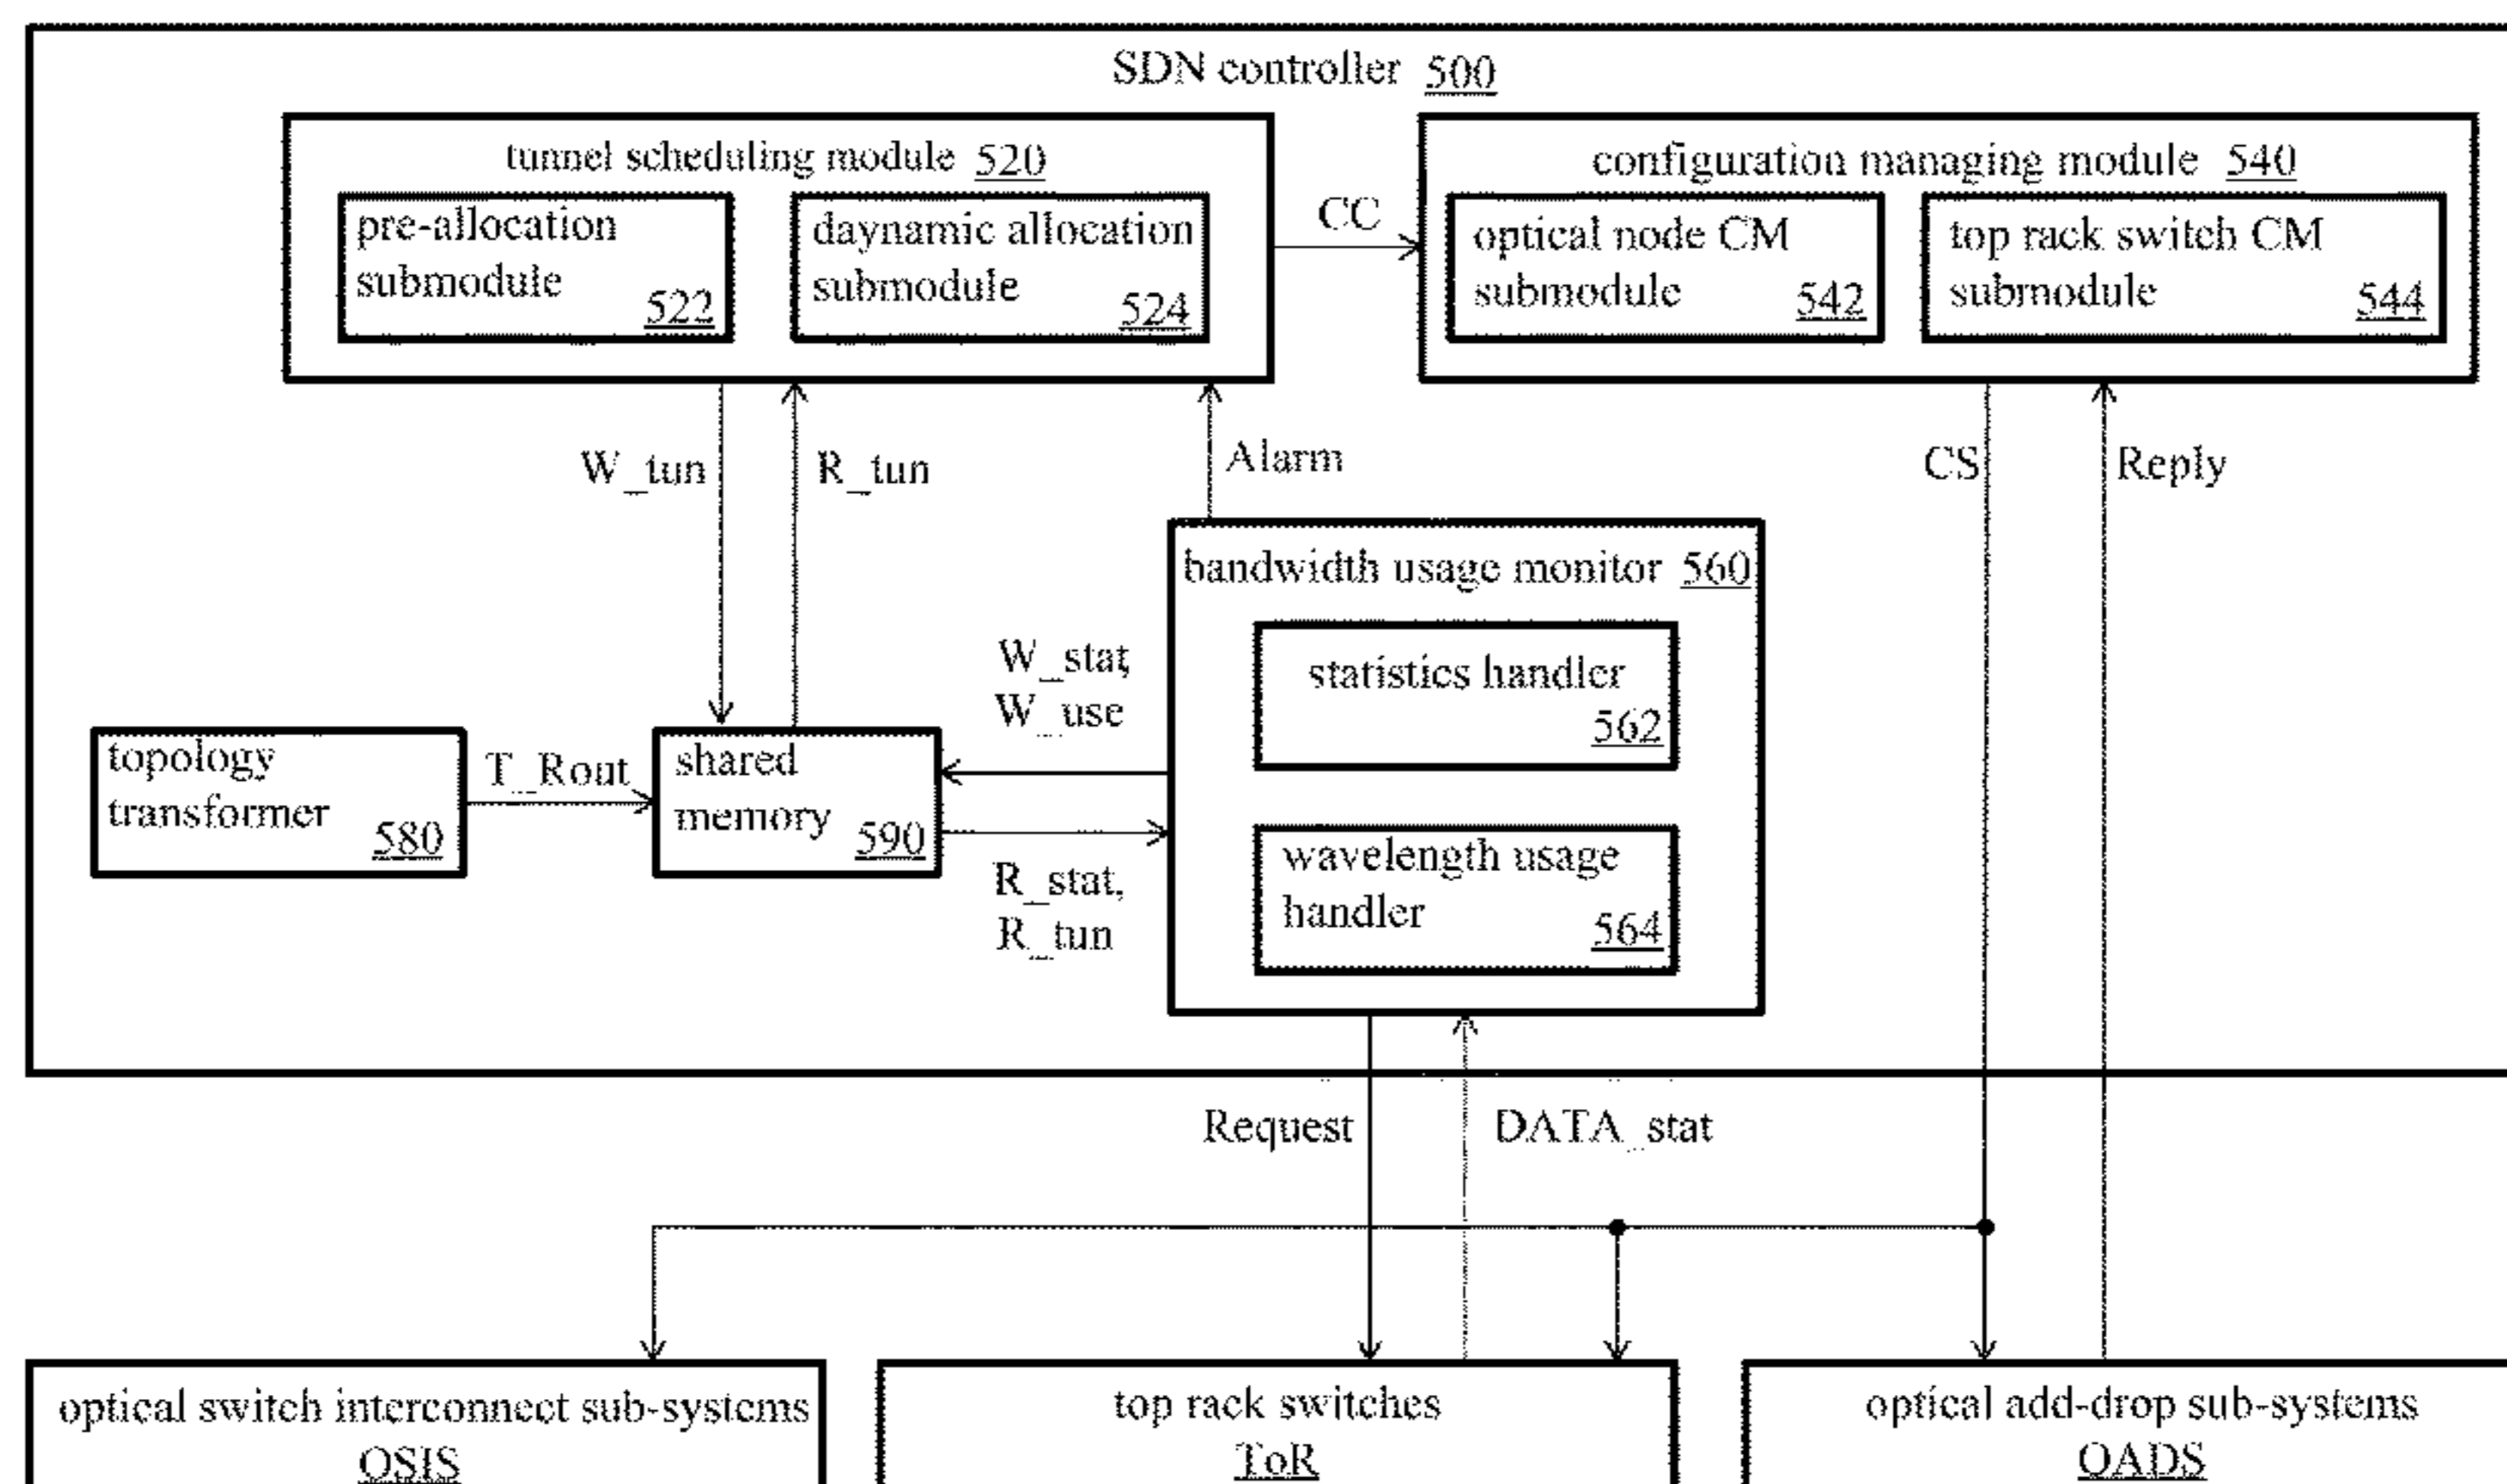 SDN controller 500
tunnel scheduling module 520
pre-allocation
submodule
522
daynamic allocation
submodule
524
CC
configuration managing module 540
optical node CM
submodule
542
top rack switch CM
submodule
544
W_tun
R_tun
Alarm
CS
Reply
bandwidth usage monitor 560
statistics handler
562
wavelength usage
handler
564
W_stat,
W_use
R_stat,
R_tun
topology
transformer
580
T_Rout
shared
memory
590
Request
DATA_stat
optical switch interconnect sub-systems
OSIS
top rack switches
ToR
optical add-drop sub-systems
OADS